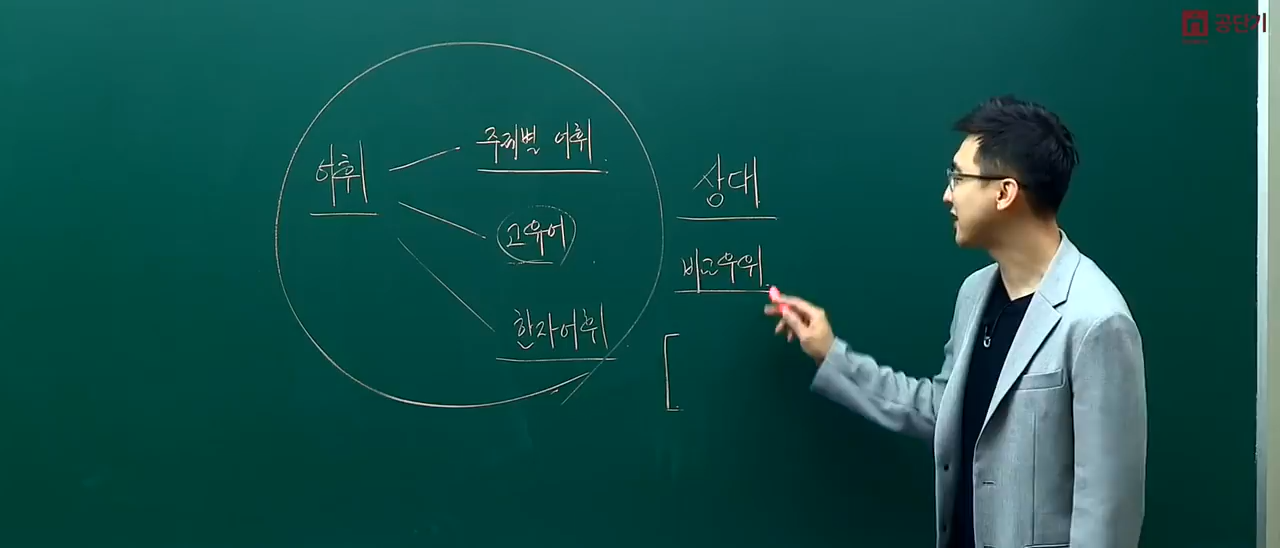 공단기
어휘
주제별 어휘
고유어
한자어휘
상대
비교우위